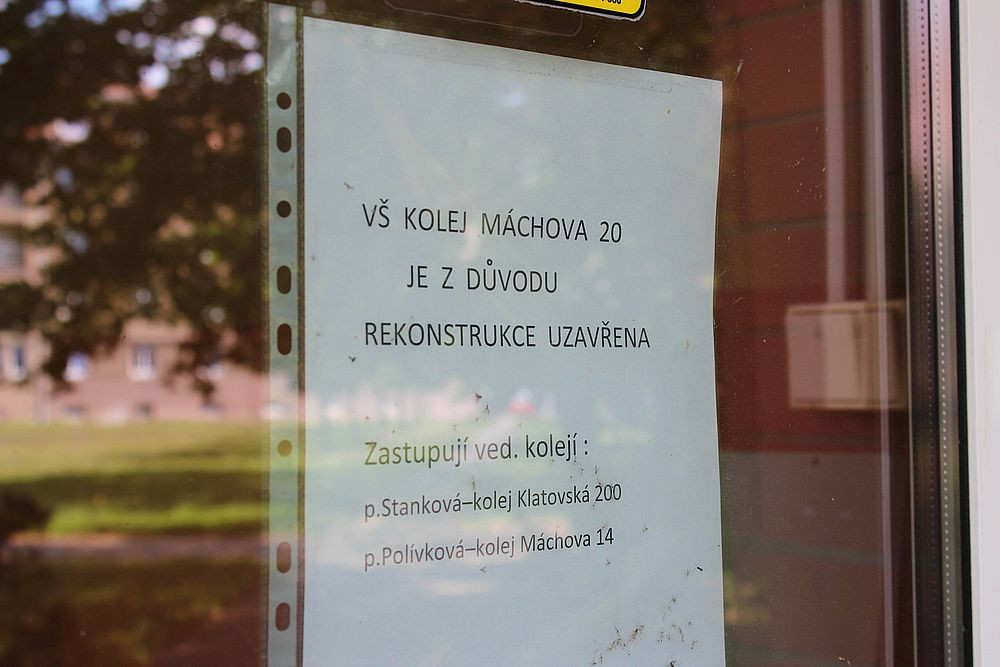 VŠ KOLEJ MÁCHOVA 20
JE Z DŮVODU
REKONSTRUKCE UZAVŘENA
Zastupují ved. kolejí :
p.Stanková–kolej Klatovská 200
p.Polívková–kolej Máchova 14